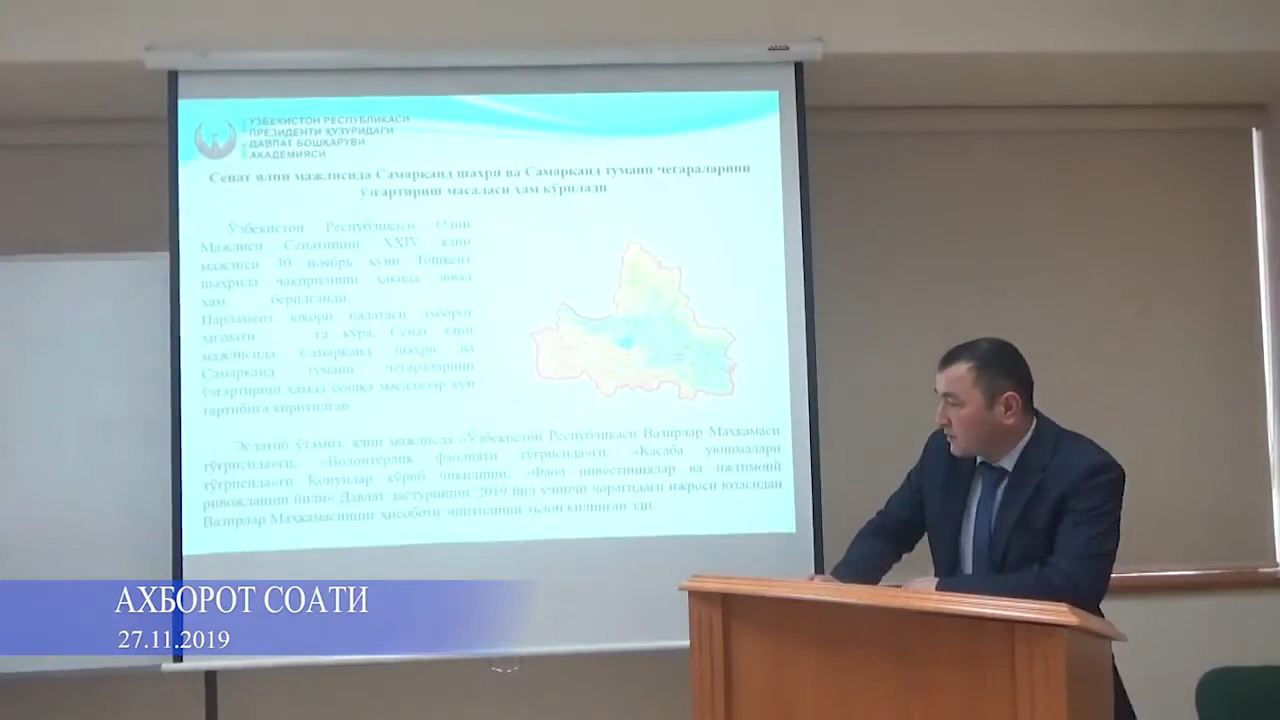 ЎЗБЕКИСТОН РЕСПУБЛИКАСИ
ПРЕЗИДЕНТИ ҲУЗУРИДАГИ
ДАВЛАТ БОШҚАРУВИ
АКАДЕМИЯСИ
Сенат ялпи мажлисида Самарқанд шаҳри ва Самарқанд тумани чегараларини
ўзгартириш масаласи ҳам кўрилади
Ўзбекистон Республикаси Олий
Мажлиси Сенатининг XXIV ялпи
мажлиси 30 ноябрь куни Тошкент
шаҳрида чақирилиши ҳақида аввал
ҳам берилганди.
Парламент юқори палатаси ахборот
хизмати га кўра, Сенат ялпи
мажлисида Самарқанд шаҳри ва
Самарқанд тумани чегараларини
ўзгартириш ҳамда бошқа масалалар кун
тартибига киритилган.
Эслатиб ўтамиз, ялпи мажлисда «Ўзбекистон Республикаси Вазирлар Маҳкамаси
тўғрисида»ги, «Волонтёрлик фаолияти тўғрисида»ги, «Касаба уюшмалари
тўғрисида»ги Қонунлар кўриб чиқилиши, «Фаол инвестициялар ва ижтимоий
ривожланиш йили» Давлат дастурининг 2019 йил учинчи чорагидаги ижроси юзасидан
Вазирлар Маҳкамасининг ҳисоботи эшитилиши эълон қилинган эди.
АХБОРОТ СОАТИ
27.11.2019